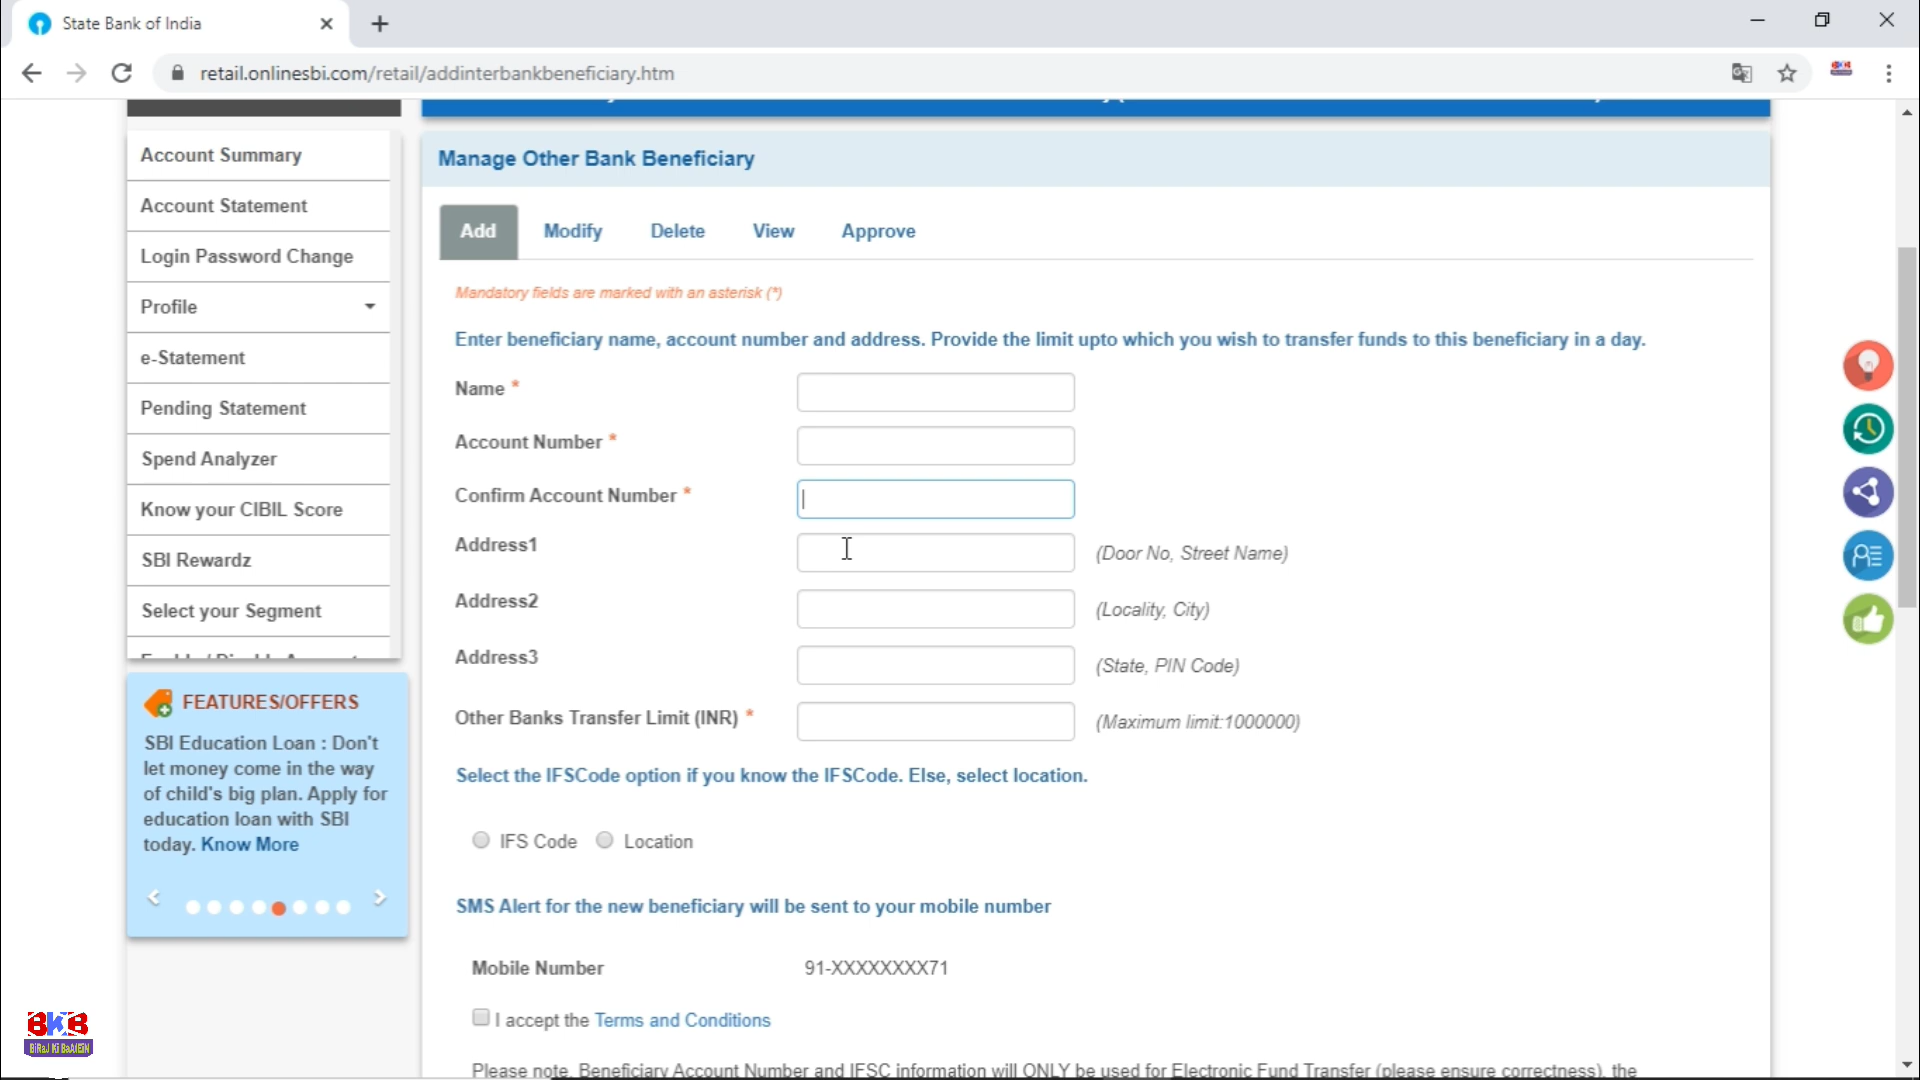 State Bank of India
retail.onlinesbi.com/retail/addinterbankbeneficiary.htm
Account Summary
Account Statement
Login Password Change
Profile
e-Statement
Pending Statement
Spend Analyzer
Know your CIBIL Score
SBI Rewardz
Select your Segment
FEATURES/OFFERS
SBI Education Loan : Don't
let money come in the way
of child's big plan. Apply for
education loan with SBI
today. Know More
Manage Other Bank Beneficiary
Add Modify Delete View Approve
Mandatory fields are marked with an asterisk (*)
Enter beneficiary name, account number and address. Provide the limit upto which you wish to transfer funds to this beneficiary in a day.
Name *
Account Number *
Confirm Account Number *
Address1 (Door No, Street Name)
Address2 (Locality, City)
Address3 (State, PIN Code)
Other Banks Transfer Limit (INR) * (Maximum limit:1000000)
Select the IFSCode option if you know the IFSCode. Else, select location.
IFS Code Location
SMS Alert for the new beneficiary will be sent to your mobile number
Mobile Number 91-XXXXXXXX71
I accept the Terms and Conditions
Please note, Beneficiary Account Number and IFSC information will ONLY be used for Electronic Fund Transfer (please ensure correctness), the
BKB
BiRaJ Ki BaAtEiN